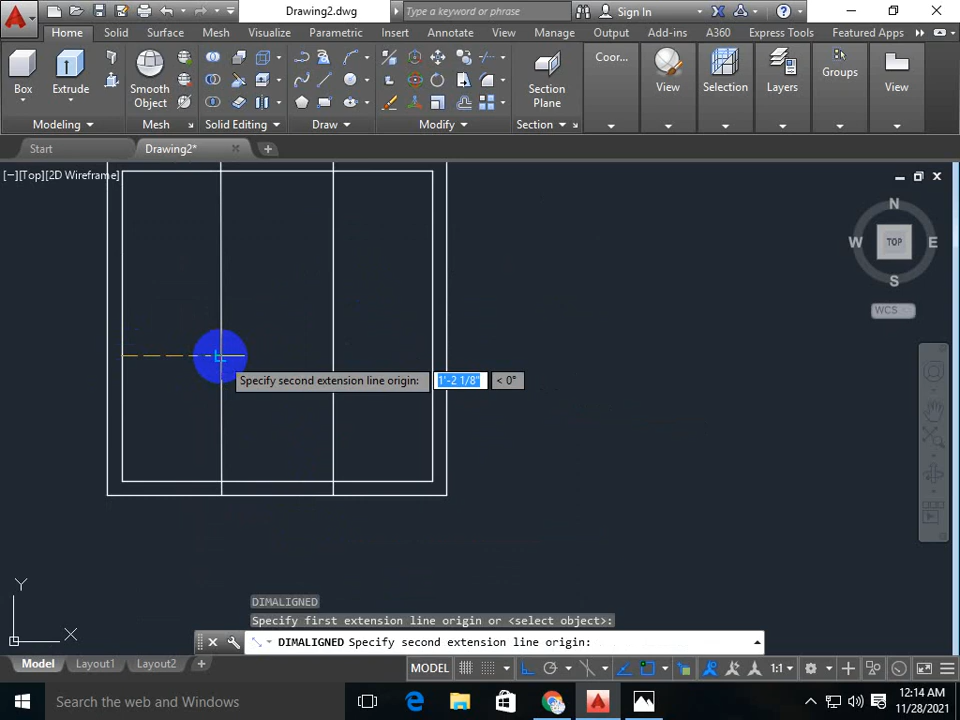 Drawing2.dwg
Type a keyword or phrase
Sign In
Home
Solid
Surface
Mesh
Visualize
Parametric
Insert
Annotate
View
Manage
Output
Add-ins
A360
Express Tools
Featured Apps
Box
Extrude
Smooth
Object
Section
Plane
Coor...
View
Selection
Layers
Groups
View
Modeling
Mesh
Solid Editing
Draw
Modify
Section
Start
Drawing2*
[−][Top][2D Wireframe]
N
W
TOP
E
S
WCS
Specify second extension line origin:
1'-2 1/8"
< 0°
Y
X
DIMALIGNED
Specify first extension line origin or <select object>:
DIMALIGNED Specify second extension line origin:
Model
Layout1
Layout2
MODEL
1:1
Search the web and Windows
12:14 AM
11/28/2021